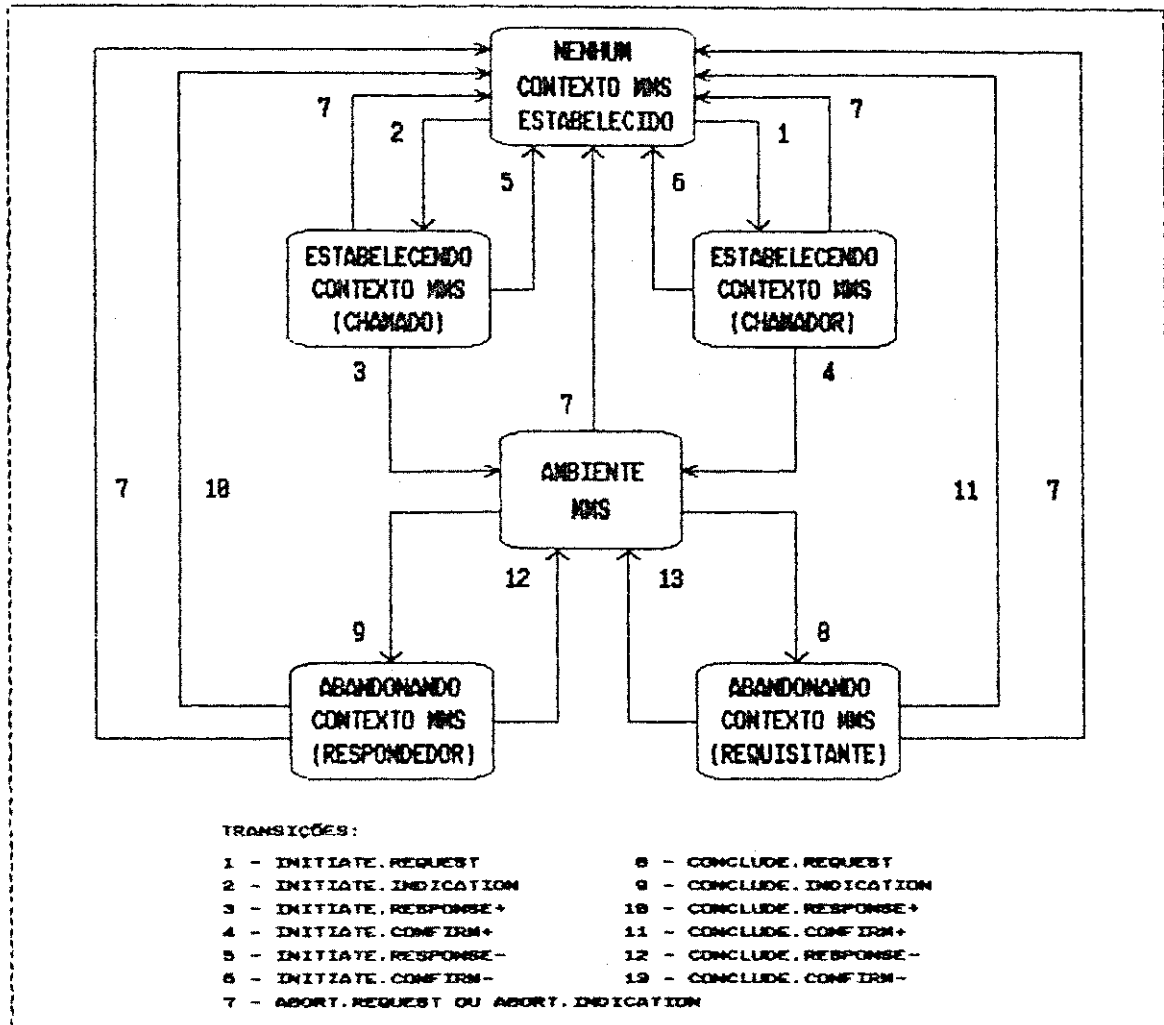 NENHUM
CONTEXTO MMS
ESTABELECIDO
7
2
1
7
5
6
ESTABELECENDO
CONTEXTO MMS
(CHAMADO)
ESTABELECENDO
CONTEXTO MMS
(CHAMADOR)
3
4
7
AMBIENTE
MMS
7
10
11
7
12
13
9
8
ABANDONANDO
CONTEXTO MMS
(RESPONDEDOR)
ABANDONANDO
CONTEXTO MMS
(REQUISITANTE)
TRANSIÇÕES:
1 - INITIATE.REQUEST
2 - INITIATE.INDICATION
3 - INITIATE.RESPONSE+
4 - INITIATE.CONFIRM+
5 - INITIATE.RESPONSE-
6 - INITIATE.CONFIRM-
7 - ABORT.REQUEST OU ABORT.INDICATION
8 - CONCLUDE.REQUEST
9 - CONCLUDE.INDICATION
10 - CONCLUDE.RESPONSE+
11 - CONCLUDE.CONFIRM+
12 - CONCLUDE.RESPONSE-
13 - CONCLUDE.CONFIRM-